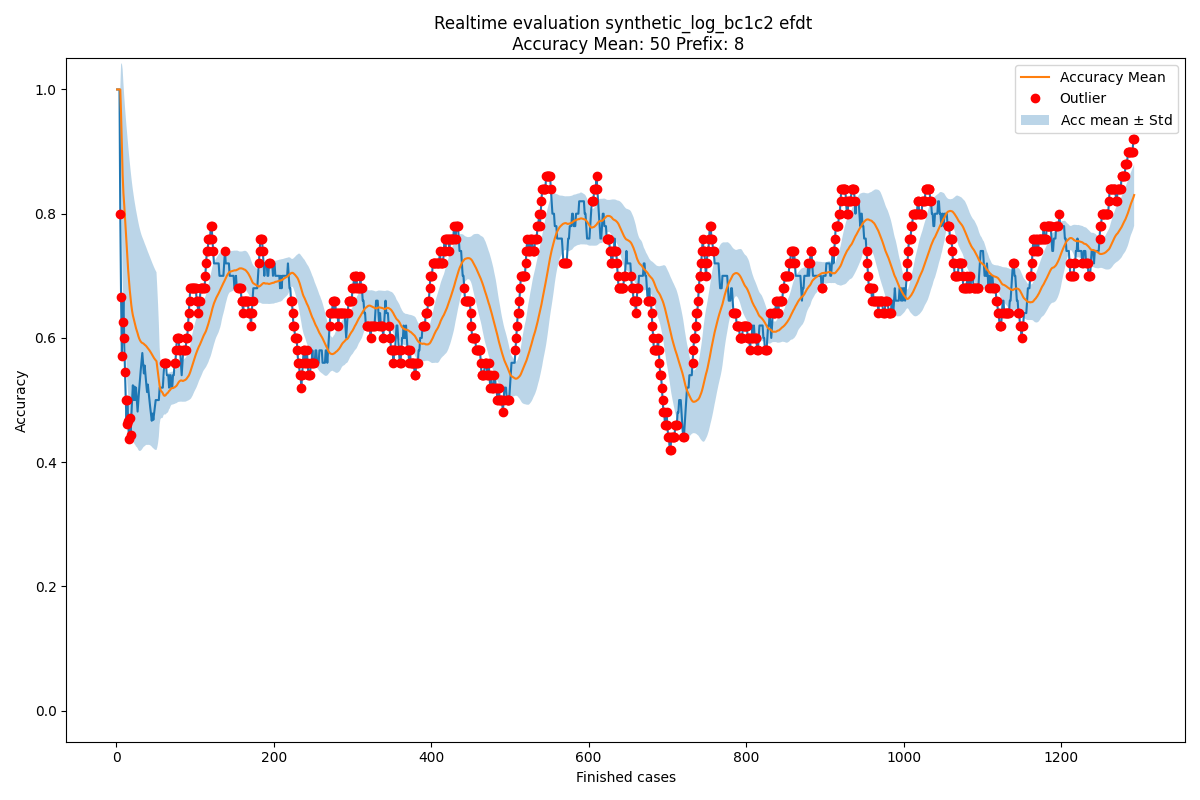 Realtime evaluation synthetic_log_bc1c2 efdt
Accuracy Mean: 50 Prefix: 8
Accuracy Mean
Outlier
Acc mean ± Std
1.0
0.8
0.6
0.4
0.2
0.0
Accuracy
0
200
400
600
800
1000
1200
Finished cases